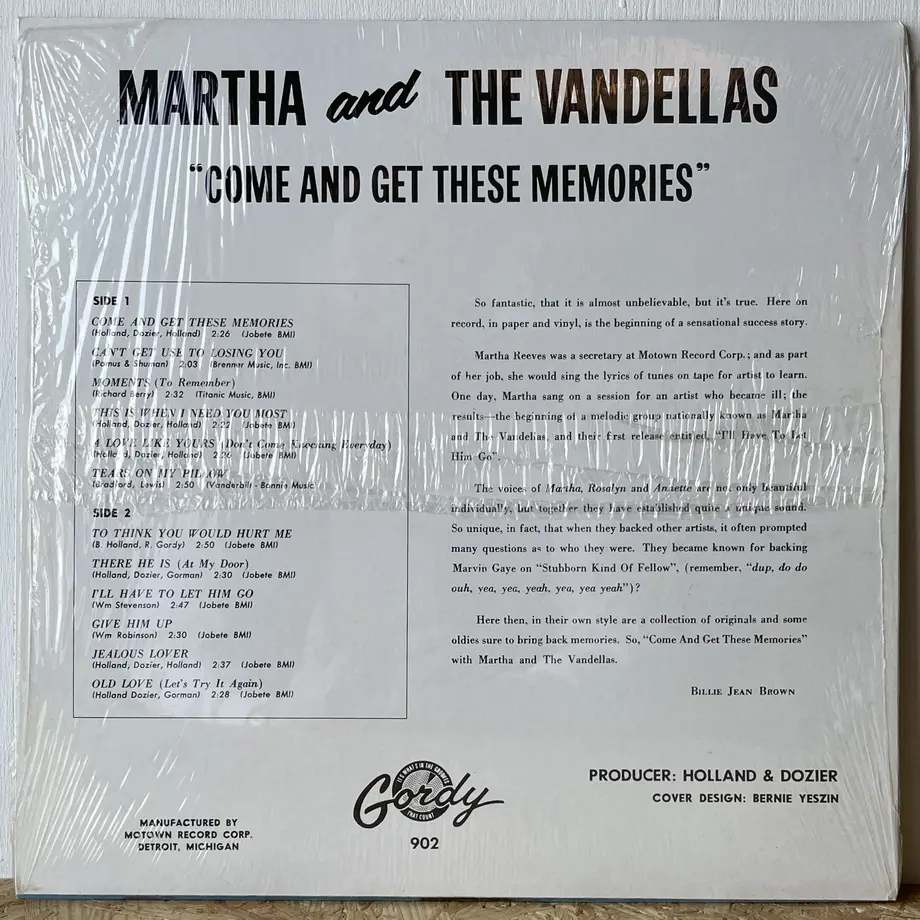 MARTHA and THE VANDELLAS
"COME AND GET THESE MEMORIES"
SIDE 1
COME AND GET THESE MEMORIES
(Holland, Dozier, Holland) 2:26 (Jobete BMI)
CAN'T GET USE TO LOSING YOU
(Pomus & Shuman) 2:03 (Brenner Music, Inc. BMI)
MOMENTS (To Remember)
(Richard Berry) 2:32 (Titanic Music, BMI)
THIS IS WHEN I NEED YOU MOST
(Holland, Dozier, Holland) 2:22 (Jobete BMI)
A LOVE LIKE YOURS (Don't Come Knocking Everyday)
(Holland, Dozier, Holland) 2:26 (Jobete BMI)
TEARS ON MY PILLOW
(Bradford, Lewis) 2:50 (Vanderbilt - Bonnie Music
SIDE 2
TO THINK YOU WOULD HURT ME
(B. Holland, R. Gordy) 2:50 (Jobete BMI)
THERE HE IS (At My Door)
(Holland, Dozier, Gorman) 2:30 (Jobete BMI)
I'LL HAVE TO LET HIM GO
(Wm Stevenson) 2:47 (Jobete BMI)
GIVE HIM UP
(Wm Robinson) 2:30 (Jobete BMI)
JEALOUS LOVER
(Holland, Dozier, Holland) 2:37 (Jobete BMI)
OLD LOVE (Let's Try It Again)
(Holland Dozier, Gorman) 2:28 (Jobete BMI)
So fantastic, that it is almost unbelievable, but it's true. Here on
record, in paper and vinyl, is the beginning of a sensational success story.
Martha Reeves was a secretary at Motown Record Corp.; and as part
of her job, she would sing the lyrics of tunes on tape for artist to learn.
One day, Martha sang on a session for an artist who became ill; the
results—the beginning of a melodic group nationally known as Martha
and The Vandellas, and their first release entitled, "I'll Have To Let
Him Go".
The voices of Martha, Rosalyn and Annette are not only beautiful
individually, but together they have established quite a unique sound.
So unique, in fact, that when they backed other artists, it often prompted
many questions as to who they were. They became known for backing
Marvin Gaye on "Stubborn Kind Of Fellow", (remember, "dup, do do
ouh, yea, yea, yeah, yea, yea yeah")?
Here then, in their own style are a collection of originals and some
oldies sure to bring back memories. So, "Come And Get These Memories"
with Martha and The Vandellas.
BILLIE JEAN BROWN
MANUFACTURED BY
MOTOWN RECORD CORP.
DETROIT, MICHIGAN
IT'S WHAT'S IN THE GROOVES
Gordy
THAT COUNT
902
PRODUCER: HOLLAND & DOZIER
COVER DESIGN: BERNIE YESZIN